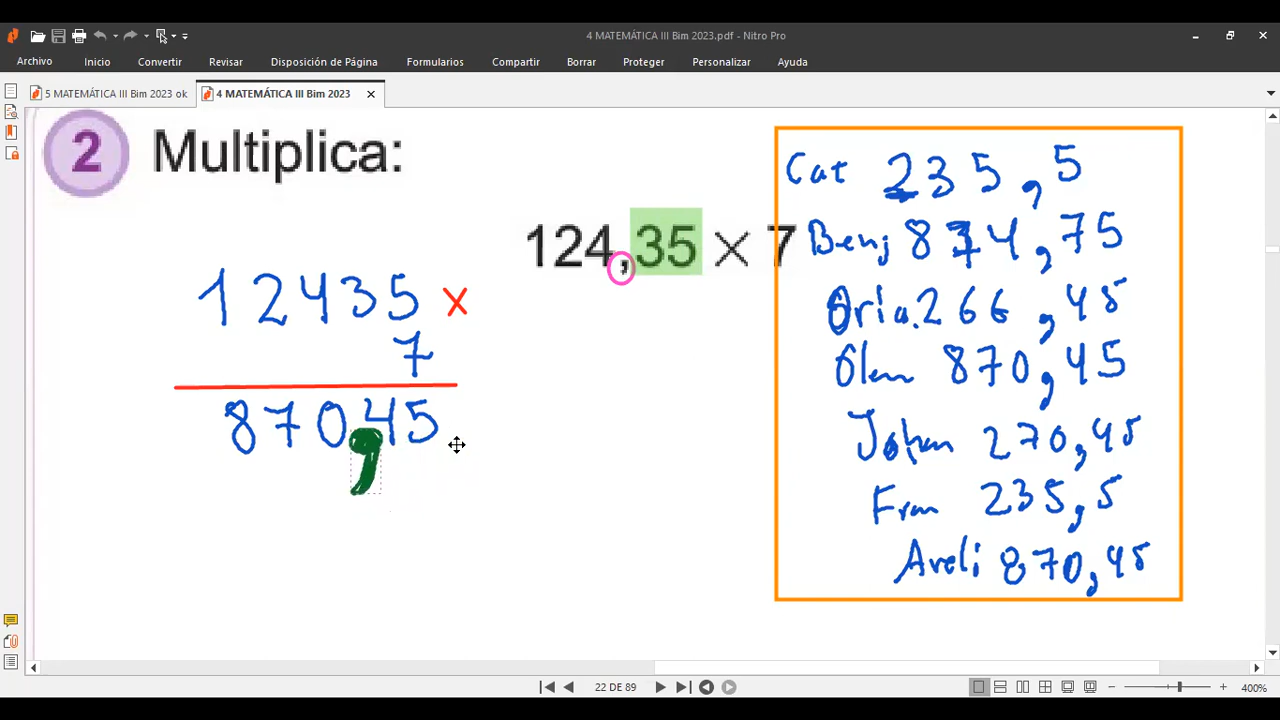 4 MATEMÁTICA III Bim 2023.pdf - Nitro Pro
Archivo Inicio Convertir Revisar Disposición de Página Formularios Compartir Borrar Proteger Personalizar Ayuda
5 MATEMÁTICA III Bim 2023 ok 4 MATEMÁTICA III Bim 2023
2 Multiplica:
124,35 × 7
12435 x
7
870,45
Cat 235,5
Benj 874,75
Oria. 266,45
Olem 870,45
Johan 270,45
Fran 235,5
Areli 870,45
22 DE 89
400%